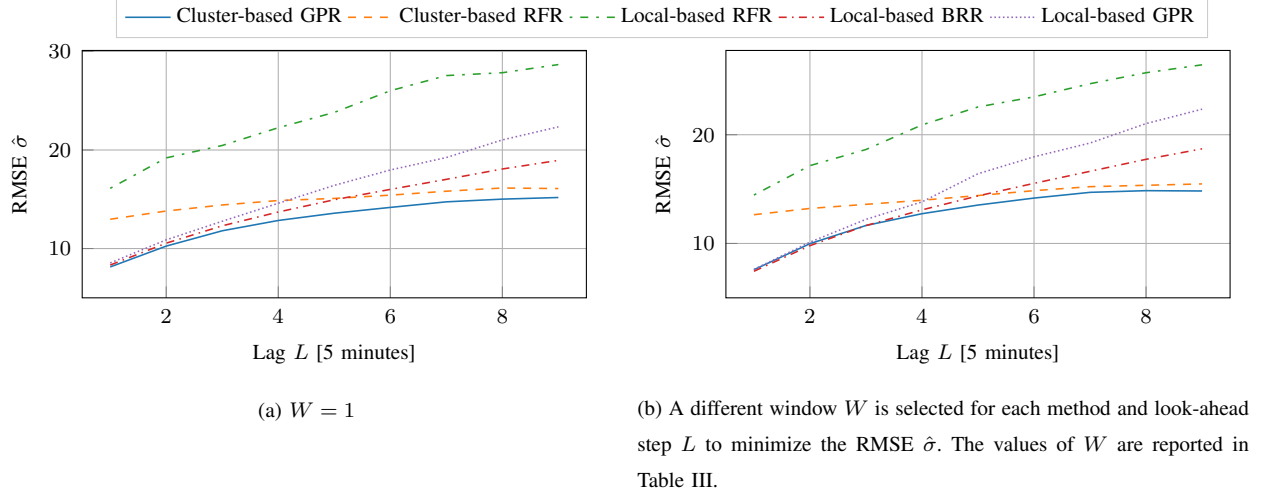 Cluster-based GPR Cluster-based RFR Local-based RFR Local-based BRR Local-based GPR
30
20
10
RMSE σ̂
2 4 6 8
Lag L [5 minutes]
(a) W = 1
20
10
RMSE σ̂
2 4 6 8
Lag L [5 minutes]
(b) A different window W is selected for each method and look-ahead
step L to minimize the RMSE σ̂. The values of W are reported in
Table III.